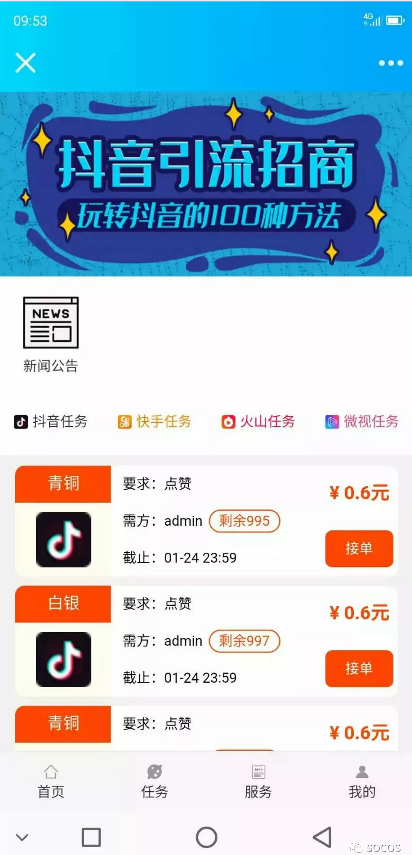 09:53
4G
抖音引流招商
玩转抖音的100种方法
NEWS
新闻公告
抖音任务 快手任务 火山任务 微视任务
青铜
要求：点赞
¥ 0.6元
需方：admin 剩余995
接单
截止：01-24 23:59
白银
要求：点赞
¥ 0.6元
需方：admin 剩余997
接单
截止：01-24 23:59
青铜
要求：点赞
¥ 0.6元
首页 任务 服务 我的
socos